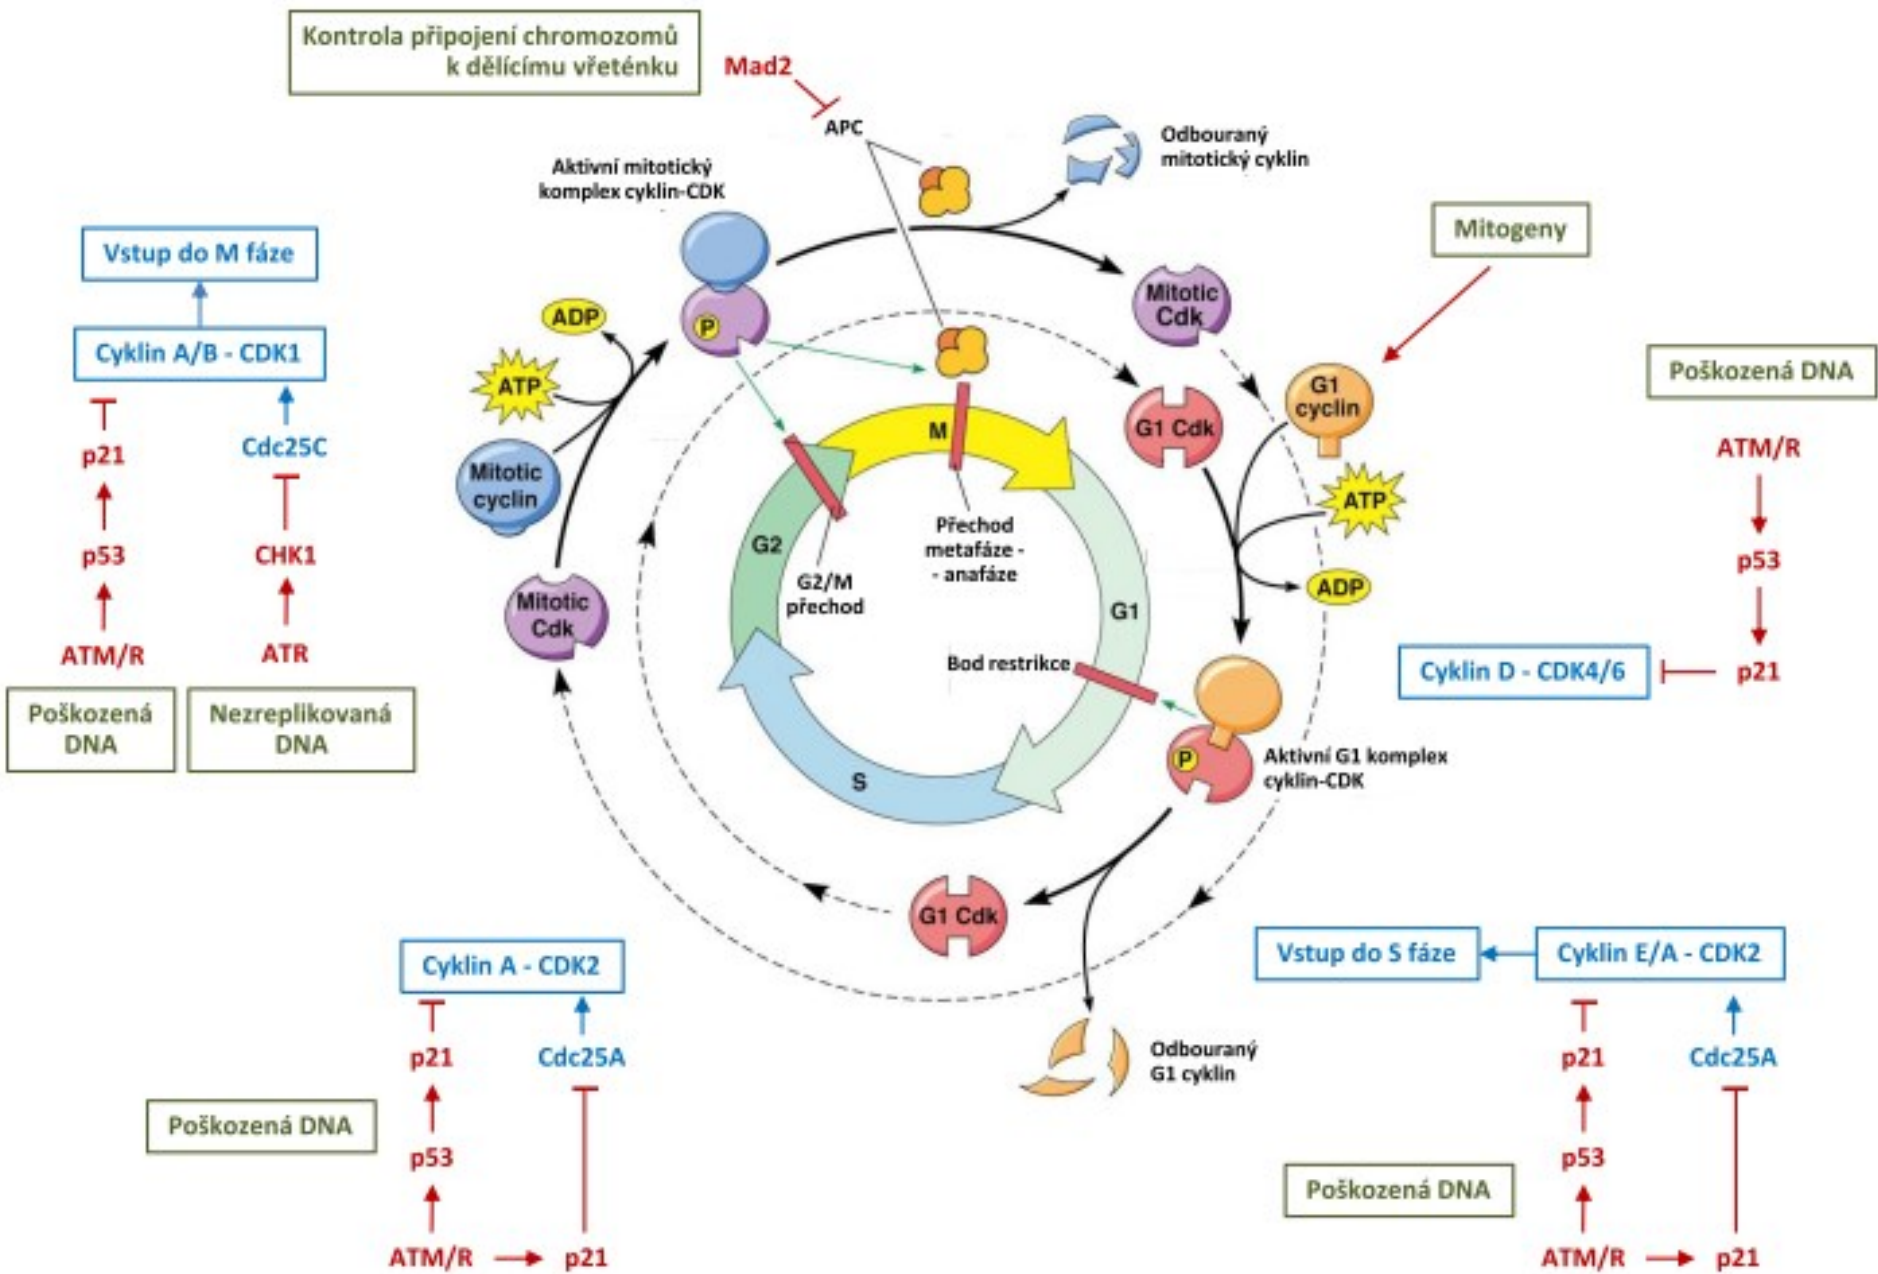 Kontrola připojení chromozomů
k dělícímu vřeténku
Mad2
APC
Odbouraný
mitotický cyklin
Aktivní mitotický
komplex cyklin-CDK
Mitogeny
Vstup do M fáze
Cyklin A/B - CDK1
p21
Cdc25C
p53
CHK1
ATM/R
ATR
Poškozená
DNA
Nezreplikovaná
DNA
ADP
ATP
P
Mitotic
cyclin
Mitotic
Cdk
Mitotic
Cdk
G1 Cdk
G1
cyclin
ATP
ADP
M
G2
G1
S
Přechod
metafáze -
- anafáze
G2/M
přechod
Bod restrikce
P
Aktivní G1 komplex
cyklin-CDK
G1 Cdk
Odbouraný
G1 cyklin
Poškozená DNA
ATM/R
p53
Cyklin D - CDK4/6
p21
Cyklin A - CDK2
p21
Cdc25A
Poškozená DNA
p53
ATM/R
p21
Vstup do S fáze
Cyklin E/A - CDK2
p21
Cdc25A
p53
Poškozená DNA
ATM/R
p21